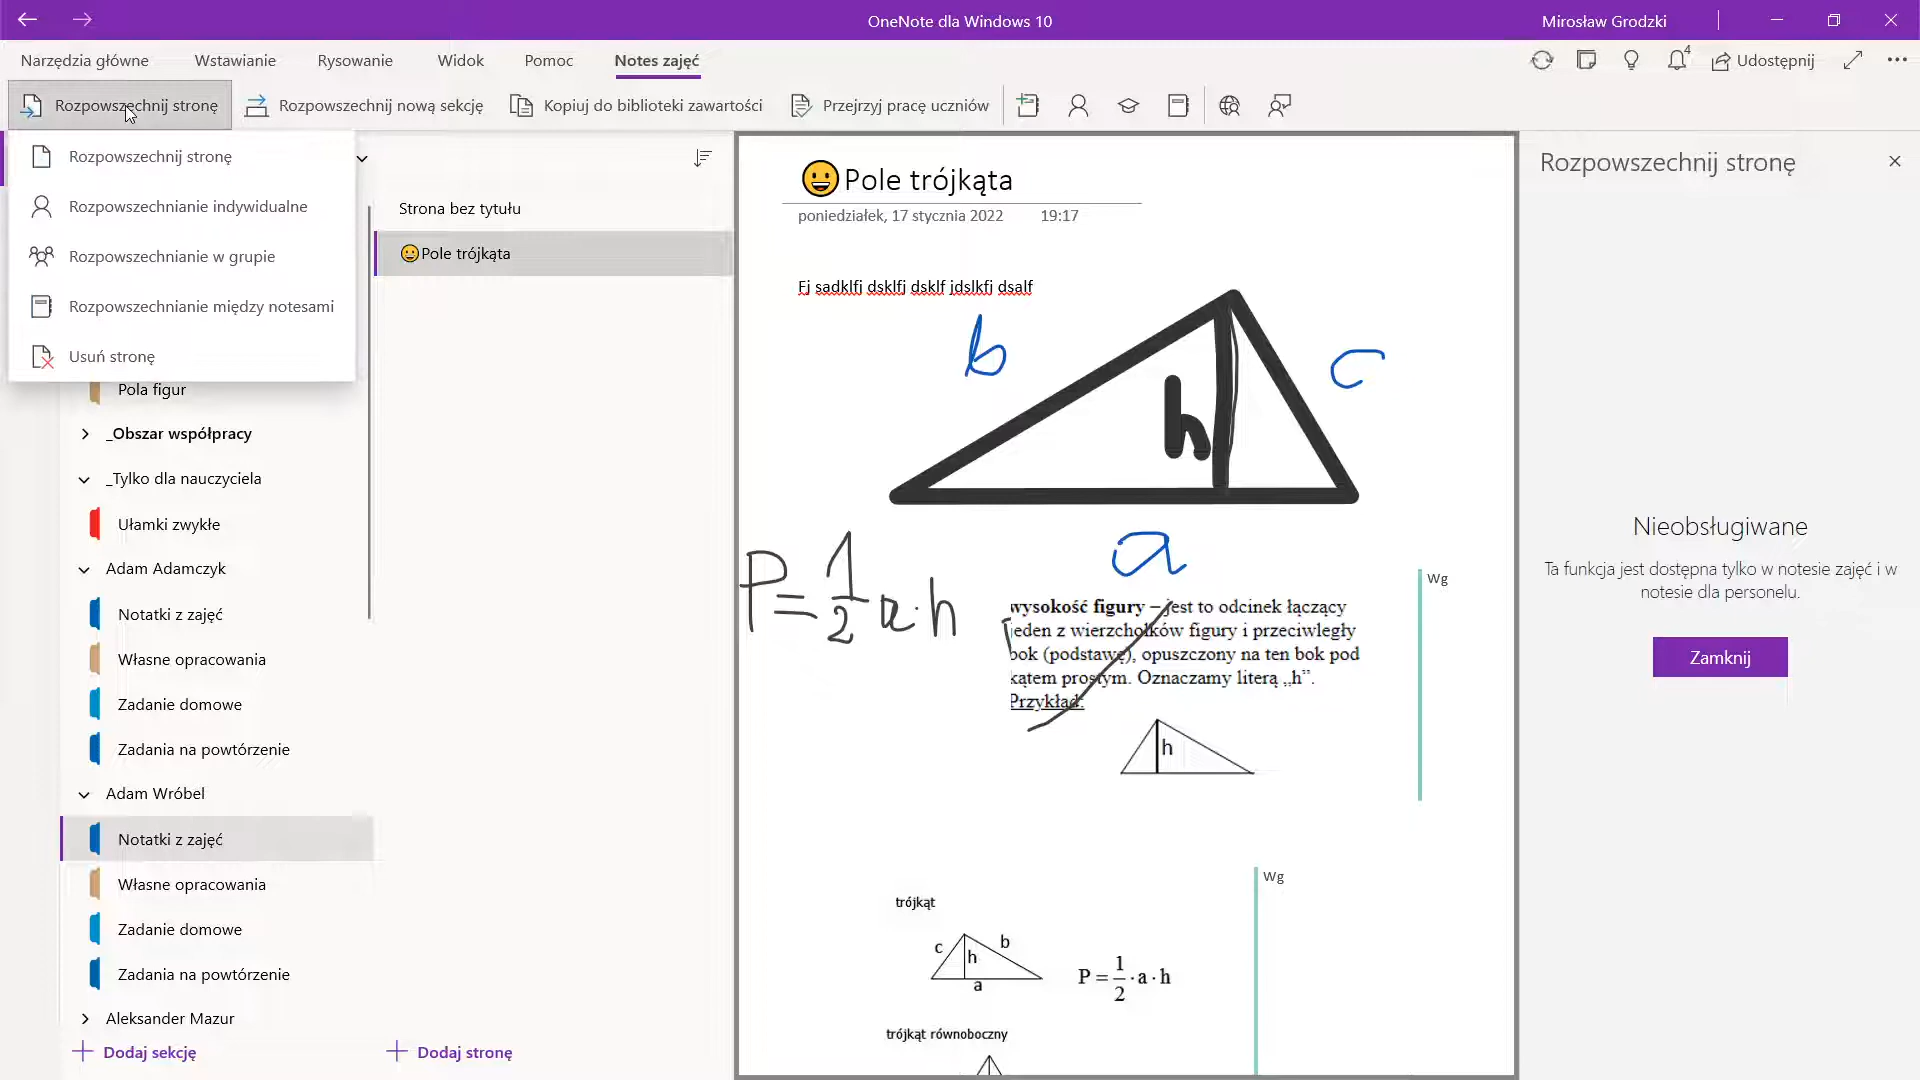 OneNote dla Windows 10
Mirosław Grodzki
Narzędzia główne
Wstawianie
Rysowanie
Widok
Pomoc
Notes zajęć
4
Udostępnij
Rozpowszechnij stronę
Rozpowszechnij nową sekcję
Kopiuj do biblioteki zawartości
Przejrzyj pracę uczniów
Rozpowszechnij stronę
Rozpowszechnianie indywidualne
Rozpowszechnianie w grupie
Rozpowszechnianie między notesami
Usuń stronę
Pola figur
_Obszar współpracy
_Tylko dla nauczyciela
Ułamki zwykłe
Adam Adamczyk
Notatki z zajęć
Własne opracowania
Zadanie domowe
Zadania na powtórzenie
Adam Wróbel
Notatki z zajęć
Własne opracowania
Zadanie domowe
Zadania na powtórzenie
Aleksander Mazur
Dodaj sekcję
Strona bez tytułu
😀Pole trójkąta
Dodaj stronę
😀Pole trójkąta
poniedziałek, 17 stycznia 2022 19:17
Fj sadklfj dsklfj dsklf jdslkfj dsalf
b
c
h
a
P = 1/2 a · h
wysokość figury – jest to odcinek łączący
jeden z wierzchołków figury i przeciwległy
bok (podstawę), opuszczony na ten bok pod
kątem prostym. Oznaczamy literą „h”.
Przykład:
h
Wg
Wg
trójkąt
c
b
h
a
P = 1/2 · a · h
trójkąt równoboczny
Rozpowszechnij stronę
Nieobsługiwane
Ta funkcja jest dostępna tylko w notesie zajęć i w
notesie dla personelu.
Zamknij